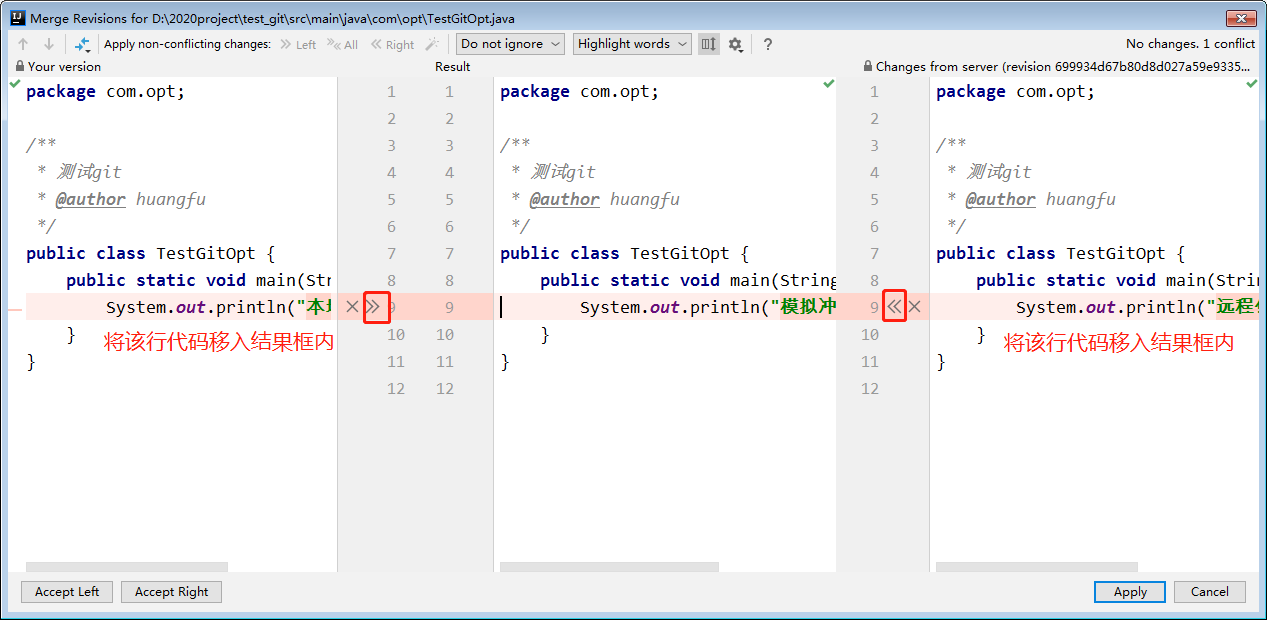 Merge Revisions for D:\2020project\test_git\src\main\java\com\opt\TestGitOpt.java
Apply non-conflicting changes: Left All Right Do not ignore Highlight words ? No changes. 1 conflict
Your version Result Changes from server (revision 699934d67b80d8d027a59e9335...
package com.opt; 1 1 package com.opt; 1 package com.opt;
2 2 2
/** 3 3 /** 3 /**
* 测试git 4 4 * 测试git 4 * 测试git
* @author huangfu 5 5 * @author huangfu 5 * @author huangfu
*/ 6 6 */ 6 */
public class TestGitOpt { 7 7 public class TestGitOpt { 7 public class TestGitOpt {
public static void main(Str 8 8 public static void main(String 8 public static void main(Strin
System.out.println("本 9 9 System.out.println("模拟冲 9 System.out.println("远程
} 10 10 } 10 }
将该行代码移入结果框内 将该行代码移入结果框内
} 11 11 } 11 }
12 12 12
Accept Left Accept Right Apply Cancel